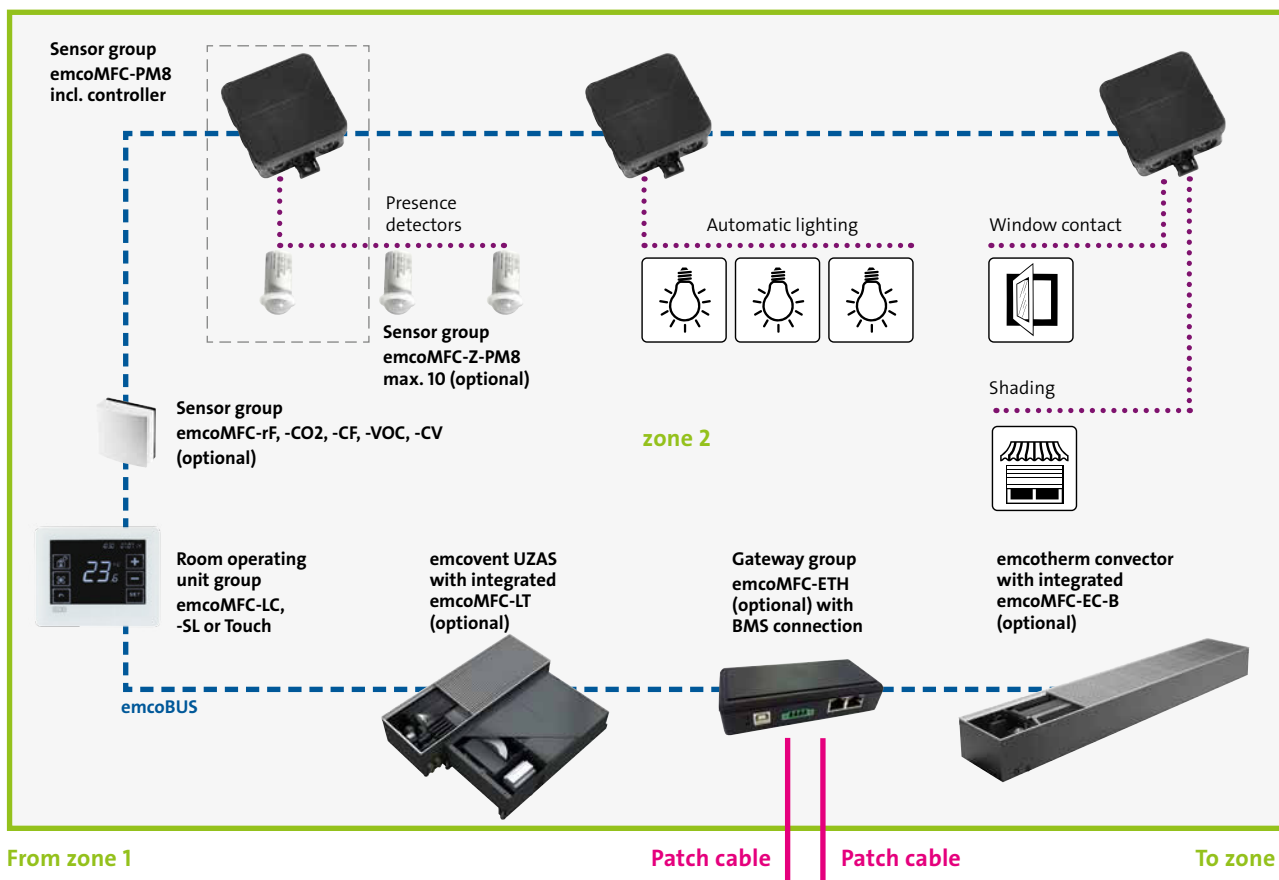 Sensor group
emcoMFC-PM8
incl. controller
Presence
detectors
Automatic lighting
Window contact
Sensor group
emcoMFC-Z-PM8
max. 10 (optional)
Shading
Sensor group
emcoMFC-rF, -CO2, -CF, -VOC, -CV
(optional)
zone 2
23
Room operating
unit group
emcoMFC-LC,
-SL or Touch
emcovent UZAS
with integrated
emcoMFC-LT
(optional)
Gateway group
emcoMFC-ETH
(optional) with
BMS connection
emcotherm convector
with integrated
emcoMFC-EC-B
(optional)
emcoBUS
From zone 1
Patch cable
Patch cable
To zone